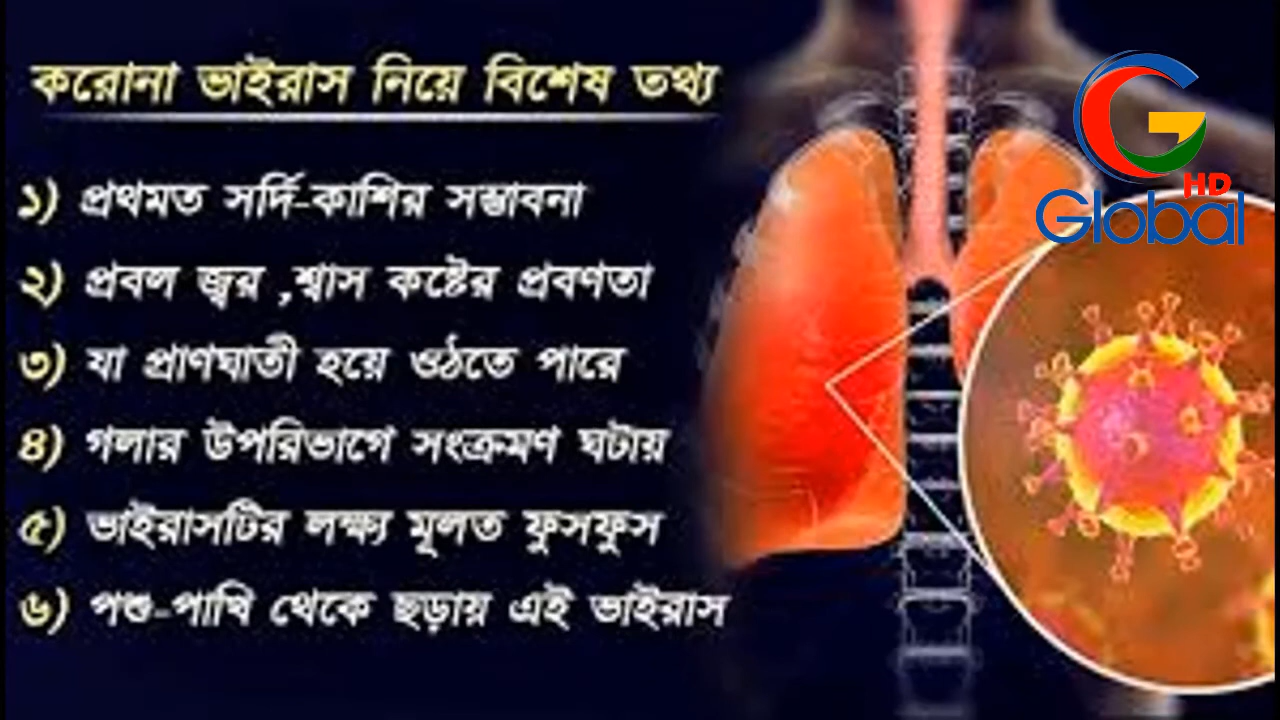 করোনা ভাইরাস নিয়ে বিশেষ তথ্য
১) প্রথমত সর্দি-কাশির সম্ভাবনা
২) প্রবল জ্বর ,শ্বাস কষ্টের প্রবণতা
৩) যা প্রাণঘাতী হয়ে ওঠতে পারে
৪) গলার উপরিভাগে সংক্রমণ ঘটায়
৫) ভাইরাসটির লক্ষ্য মূলত ফুসফুস
৬) পশু-পাখি থেকে ছড়ায় এই ভাইরাস
G
HD
Global